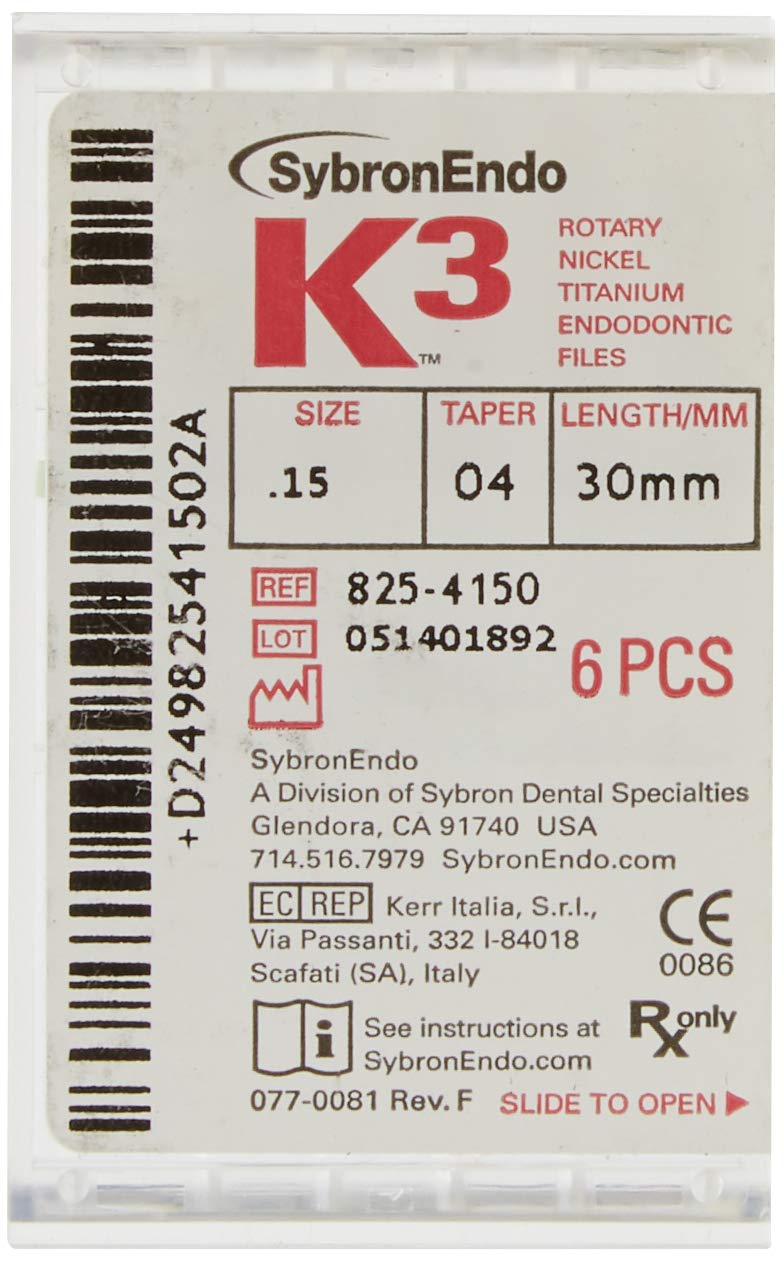 SybronEndo
K3™
ROTARY
NICKEL
TITANIUM
ENDODONTIC
FILES
SIZE TAPER LENGTH/MM
.15 04 30mm
REF 825-4150
LOT 051401892
6 PCS
SybronEndo
A Division of Sybron Dental Specialties
Glendora, CA 91740 USA
714.516.7979 SybronEndo.com
EC REP Kerr Italia, S.r.l.,
Via Passanti, 332 I-84018
Scafati (SA), Italy
CE
0086
i See instructions at
SybronEndo.com
Rx only
077-0081 Rev. F SLIDE TO OPEN
+D24982541502A